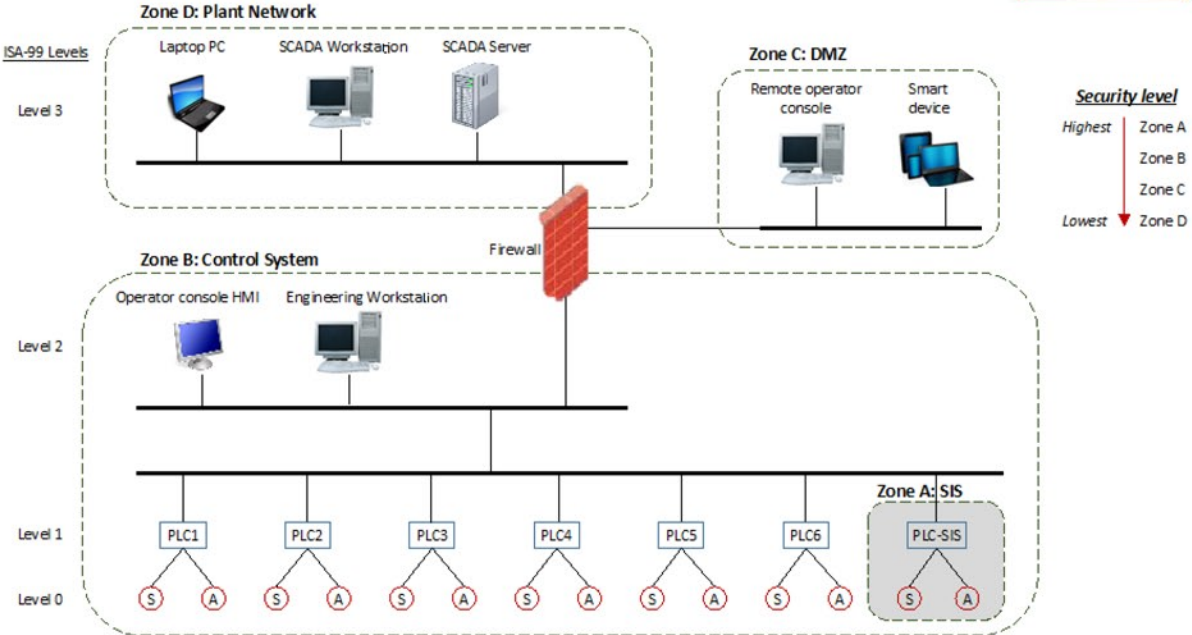 Zone D: Plant Network
ISA-99 Levels
Laptop PC
SCADA Workstation
SCADA Server
Level 3
Zone C: DMZ
Remote operator
console
Smart
device
Security level
Highest
Zone A
Zone B
Zone C
Lowest
Zone D
Firewall
Zone B: Control System
Operator console HMI
Engineering Workstation
Level 2
Zone A: SIS
Level 1
PLC1
PLC2
PLC3
PLC4
PLC5
PLC6
PLC-SIS
Level 0
S
A
S
A
S
A
S
A
S
A
S
A
S
A